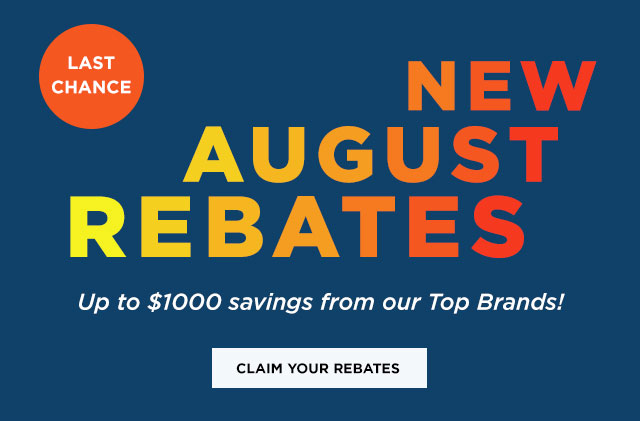 LAST
CHANCE
NEW
AUGUST
REBATES
Up to $1000 savings from our Top Brands!
CLAIM YOUR REBATES